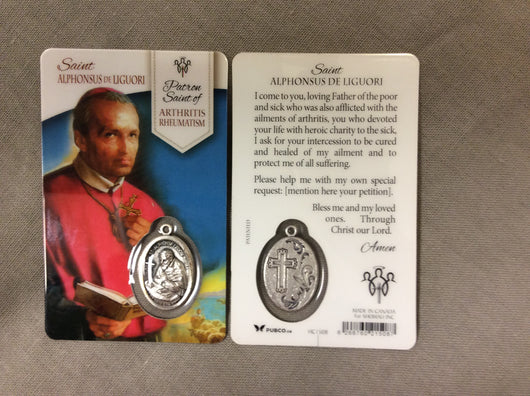 Saint
ALPHONSUS DE LIGUORI
Patron
Saint of
ARTHRITIS
RHEUMATISM
Saint
ALPHONSUS DE LIGUORI
I come to you, loving Father of the poor
and sick who was also afflicted with the
ailments of arthritis, you who devoted
your life with heroic charity to the sick,
I ask for your intercession to be cured
and healed of my ailment and to
protect me of all suffering.
Please help me with my own special
request: [mention here your petition].
Bless me and my loved
ones. Through
Christ our Lord.
Amen
PUBCO.ca
MADE IN CANADA